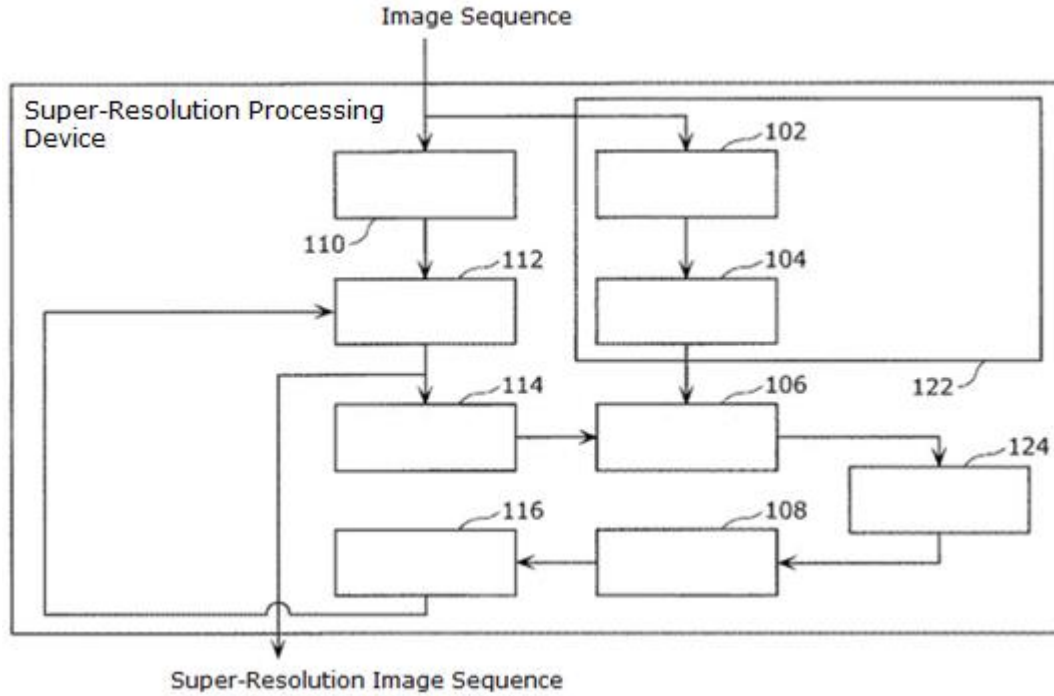 Image Sequence
Super-Resolution Processing
Device
102
110
112
104
122
114
106
124
116
108
Super-Resolution Image Sequence